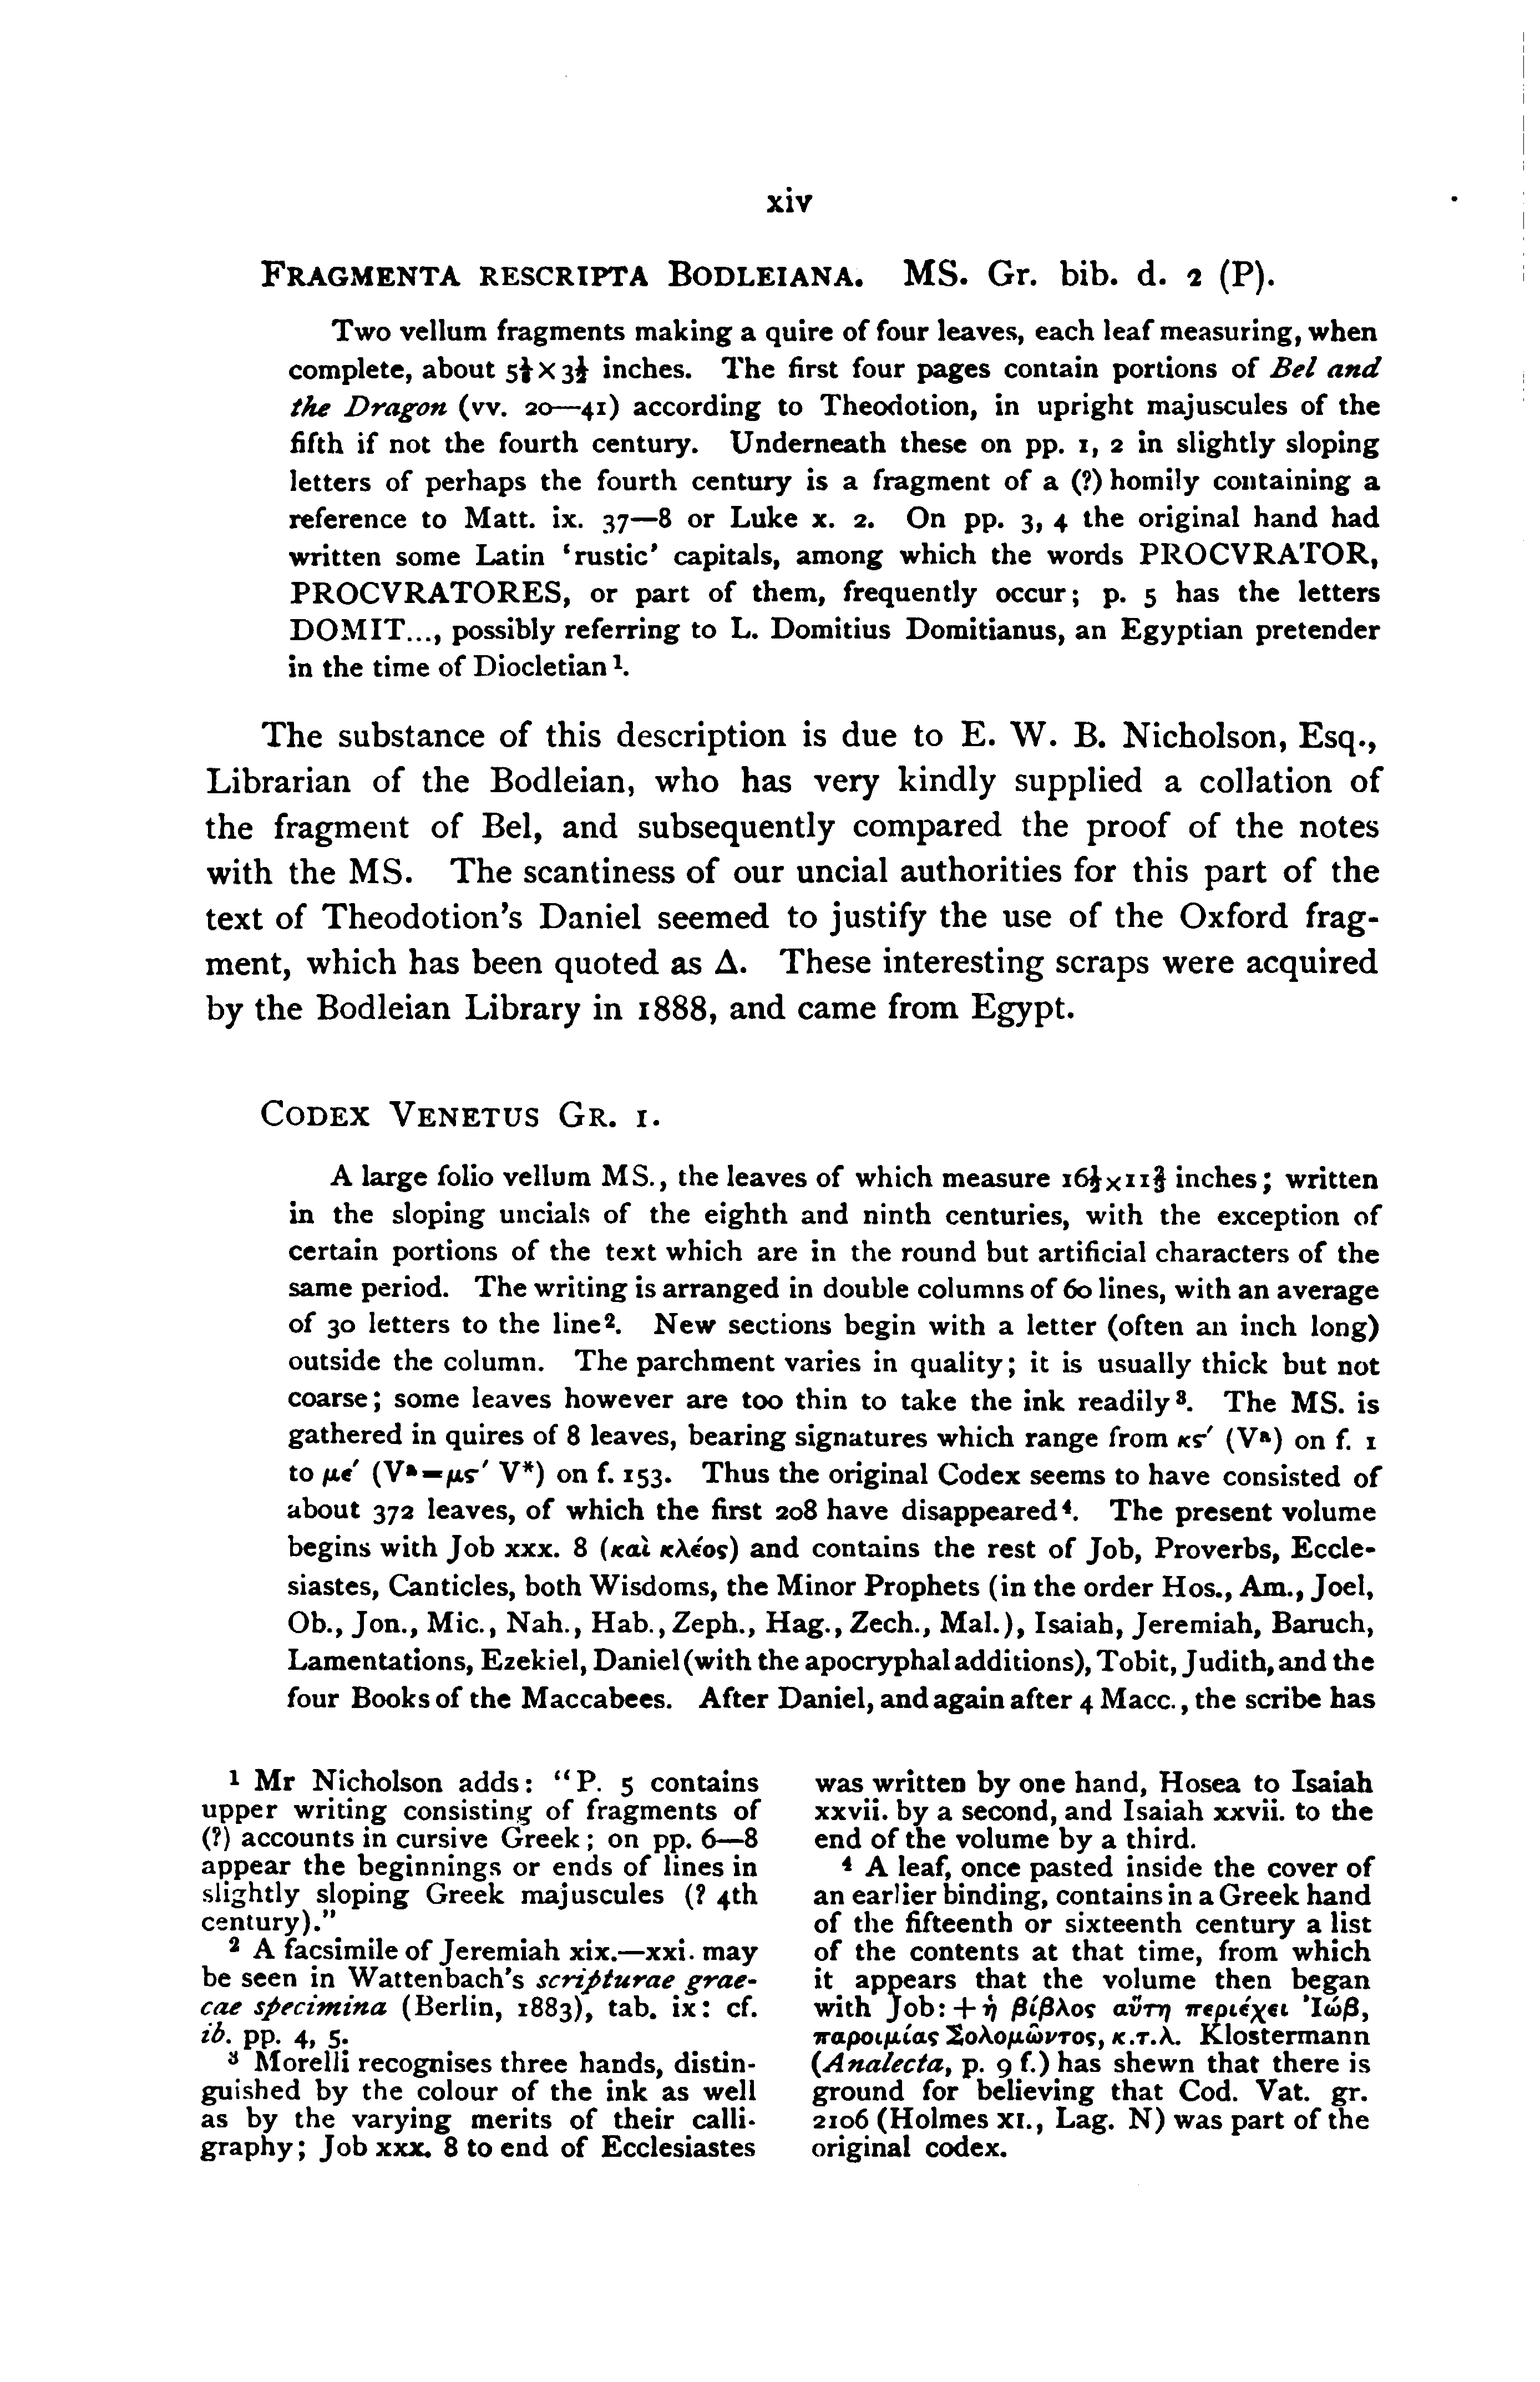 xiv
FRAGMENTA RESCRIPTA BODLEIANA. MS. Gr. bib. d. 2 (P).
Two vellum fragments making a quire of four leaves, each leaf measuring, when
complete, about 5½ × 3½ inches. The first four pages contain portions of Bel and
the Dragon (vv. 20—41) according to Theodotion, in upright majuscules of the
fifth if not the fourth century. Underneath these on pp. 1, 2 in slightly sloping
letters of perhaps the fourth century is a fragment of a (?) homily containing a
reference to Matt. ix. 37—8 or Luke x. 2. On pp. 3, 4 the original hand had
written some Latin ‘rustic’ capitals, among which the words PROCVRATOR,
PROCVRATORES, or part of them, frequently occur; p. 5 has the letters
DOMIT..., possibly referring to L. Domitius Domitianus, an Egyptian pretender
in the time of Diocletian¹.
The substance of this description is due to E. W. B. Nicholson, Esq.,
Librarian of the Bodleian, who has very kindly supplied a collation of
the fragment of Bel, and subsequently compared the proof of the notes
with the MS. The scantiness of our uncial authorities for this part of the
text of Theodotion's Daniel seemed to justify the use of the Oxford frag-
ment, which has been quoted as Δ. These interesting scraps were acquired
by the Bodleian Library in 1888, and came from Egypt.
CODEX VENETUS GR. 1.
A large folio vellum MS., the leaves of which measure inches; written
in the sloping uncials of the eighth and ninth centuries, with the exception of
certain portions of the text which are in the round but artificial characters of the
same period. The writing is arranged in double columns of 60 lines, with an average
of 30 letters to the line². New sections begin with a letter (often an inch long)
outside the column. The parchment varies in quality; it is usually thick but not
coarse; some leaves however are too thin to take the ink readily³. The MS. is
gathered in quires of 8 leaves, bearing signatures which range from κϛ′ (Vᵃ) on f. 1
to με′ (Vᵃ=μϛ′ V*) on f. 153. Thus the original Codex seems to have consisted of
about 372 leaves, of which the first 208 have disappeared⁴. The present volume
begins with Job xxx. 8 (καὶ κλέος) and contains the rest of Job, Proverbs, Eccle-
siastes, Canticles, both Wisdoms, the Minor Prophets (in the order Hos., Am., Joel,
Ob., Jon., Mic., Nah., Hab., Zeph., Hag., Zech., Mal.), Isaiah, Jeremiah, Baruch,
Lamentations, Ezekiel, Daniel (with the apocryphal additions), Tobit, Judith, and the
four Books of the Maccabees. After Daniel, and again after 4 Macc., the scribe has
¹ Mr Nicholson adds: “P. 5 contains
upper writing consisting of fragments of
(?) accounts in cursive Greek; on pp. 6—8
appear the beginnings or ends of lines in
slightly sloping Greek majuscules (? 4th
century).”
² A facsimile of Jeremiah xix.—xxi. may
be seen in Wattenbach's scripturae grae-
cae specimina (Berlin, 1883), tab. ix: cf.
ib. pp. 4, 5.
³ Morelli recognises three hands, distin-
guished by the colour of the ink as well
as by the varying merits of their calli-
graphy; Job xxx. 8 to end of Ecclesiastes
was written by one hand, Hosea to Isaiah
xxvii. by a second, and Isaiah xxvii. to the
end of the volume by a third.
⁴ A leaf, once pasted inside the cover of
an earlier binding, contains in a Greek hand
of the fifteenth or sixteenth century a list
of the contents at that time, from which
it appears that the volume then began
with Job: + ἡ βίβλος αὕτη περιέχει Ἰώβ,
παροιμίας Σολομῶντος, κ.τ.λ. Klostermann
(Analecta, p. 9 f.) has shewn that there is
ground for believing that Cod. Vat. gr.
2106 (Holmes XI., Lag. N) was part of the
original codex.